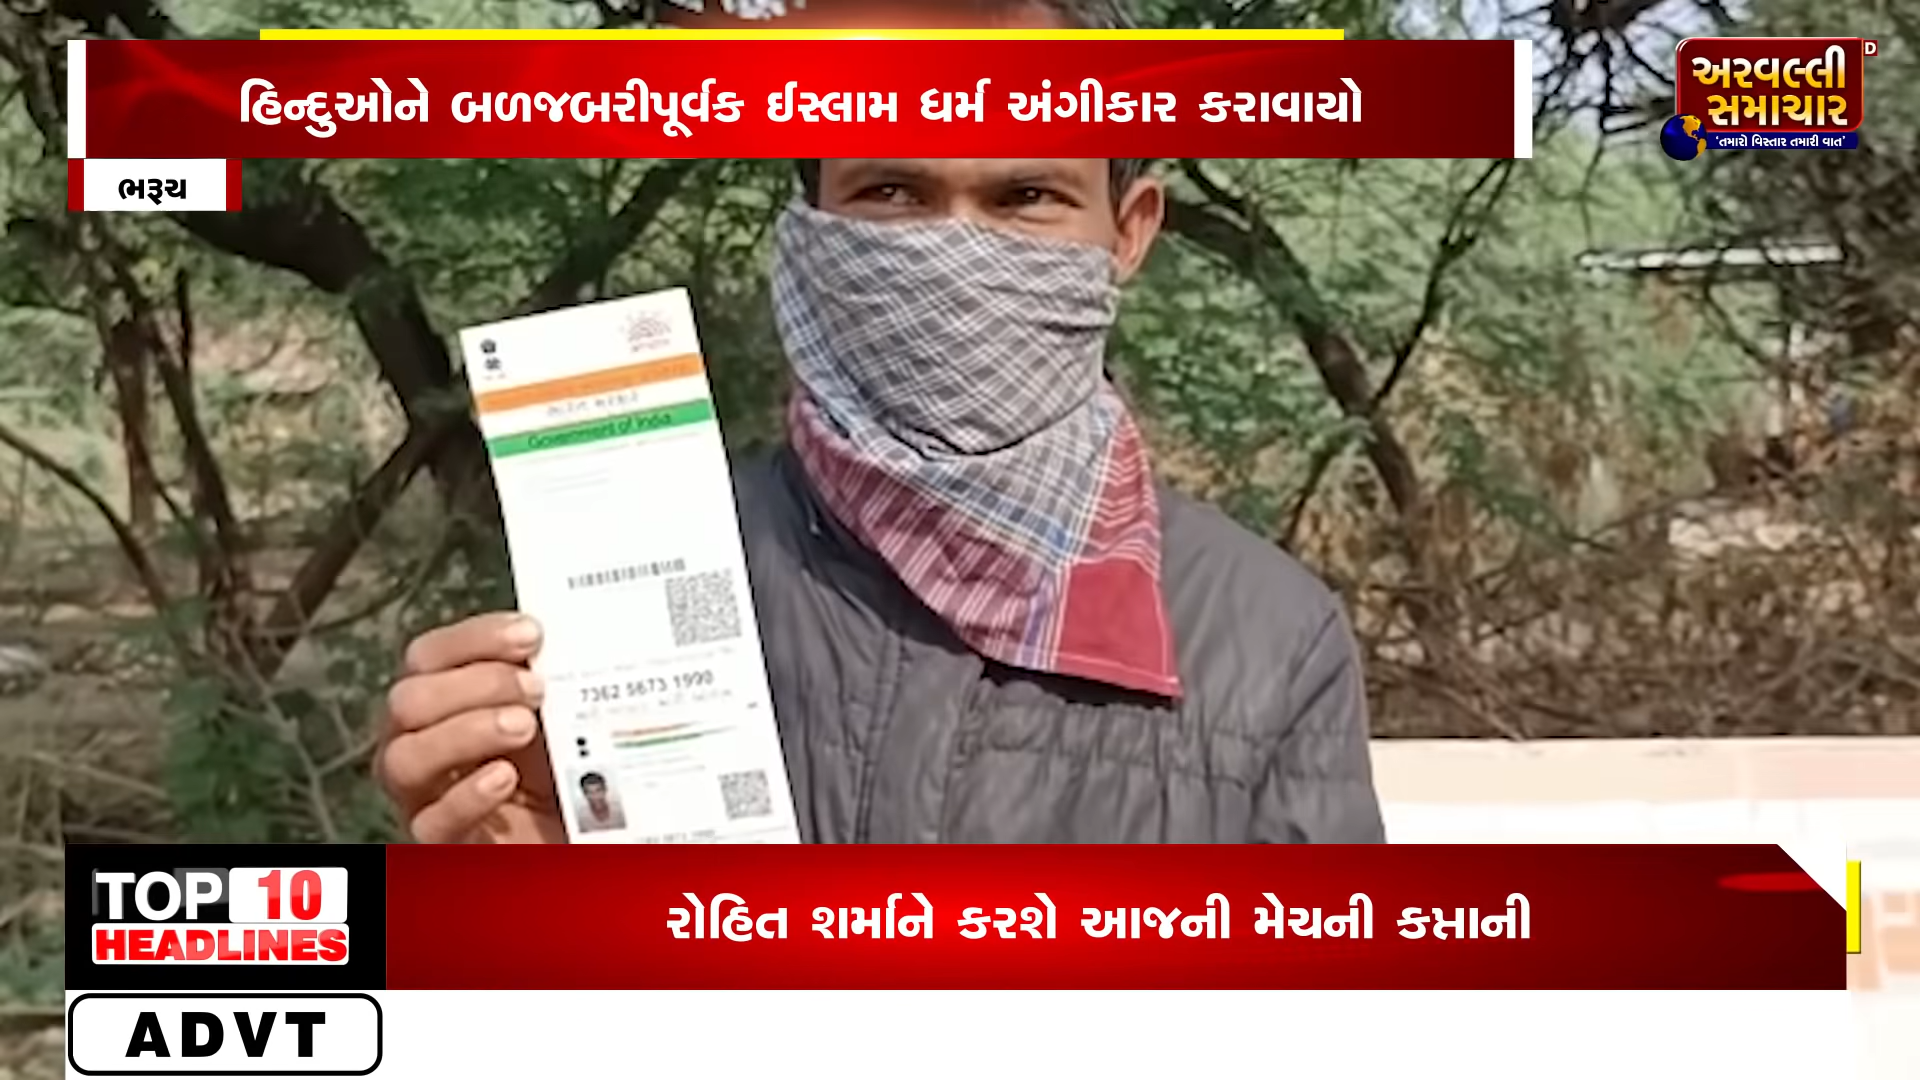 હિન્દુઓને બળજબરીપૂર્વક ઈસ્લામ ધર્મ અંગીકાર કરાવાયો
અરવલ્લી
સમાચાર
'તમારો વિસ્તાર તમારી વાત'
D
ભરૂચ
Government of India
7362 5673 1990
TOP 10
HEADLINES
રોહિત શર્માને કરશે આજની મેચની કપ્તાની
ADVT